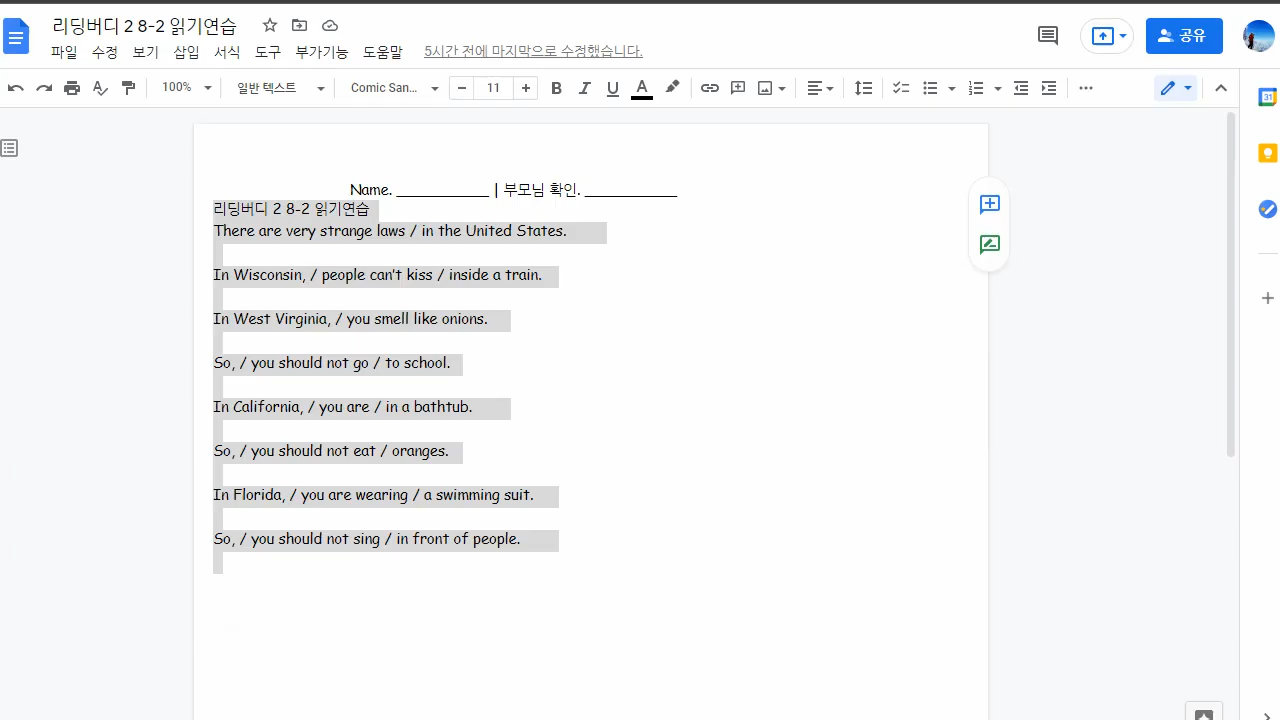 리딩버디 2 8-2 읽기연습
파일 수정 보기 삽입 서식 도구 부가기능 도움말 5시간 전에 마지막으로 수정했습니다.
공유
100% 일반 텍스트 Comic San... 11 B I U A
31
Name. ___________ | 부모님 확인. ___________
리딩버디 2 8-2 읽기연습
There are very strange laws / in the United States.
In Wisconsin, / people can't kiss / inside a train.
In West Virginia, / you smell like onions.
So, / you should not go / to school.
In California, / you are / in a bathtub.
So, / you should not eat / oranges.
In Florida, / you are wearing / a swimming suit.
So, / you should not sing / in front of people.